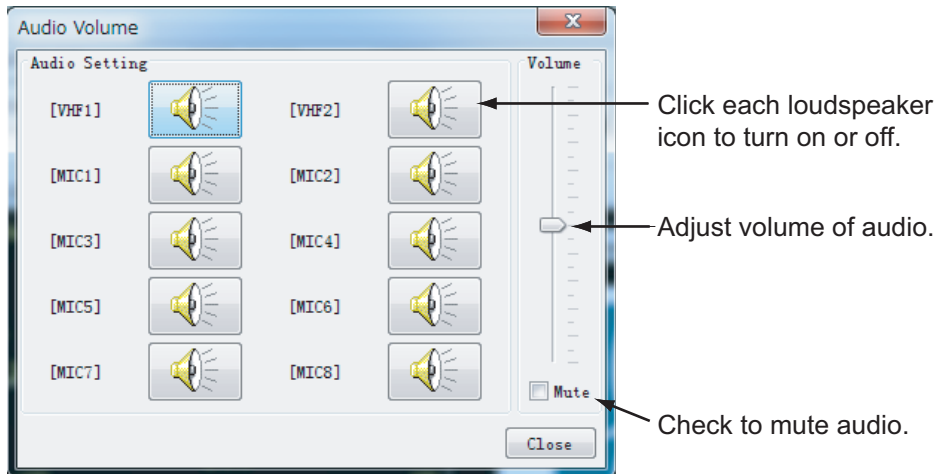 Audio Volume
Audio Setting
Volume
[VHF1]
[VHF2]
[MIC1]
[MIC2]
[MIC3]
[MIC4]
[MIC5]
[MIC6]
[MIC7]
[MIC8]
Mute
Close
Click each loudspeaker
icon to turn on or off.
Adjust volume of audio.
Check to mute audio.